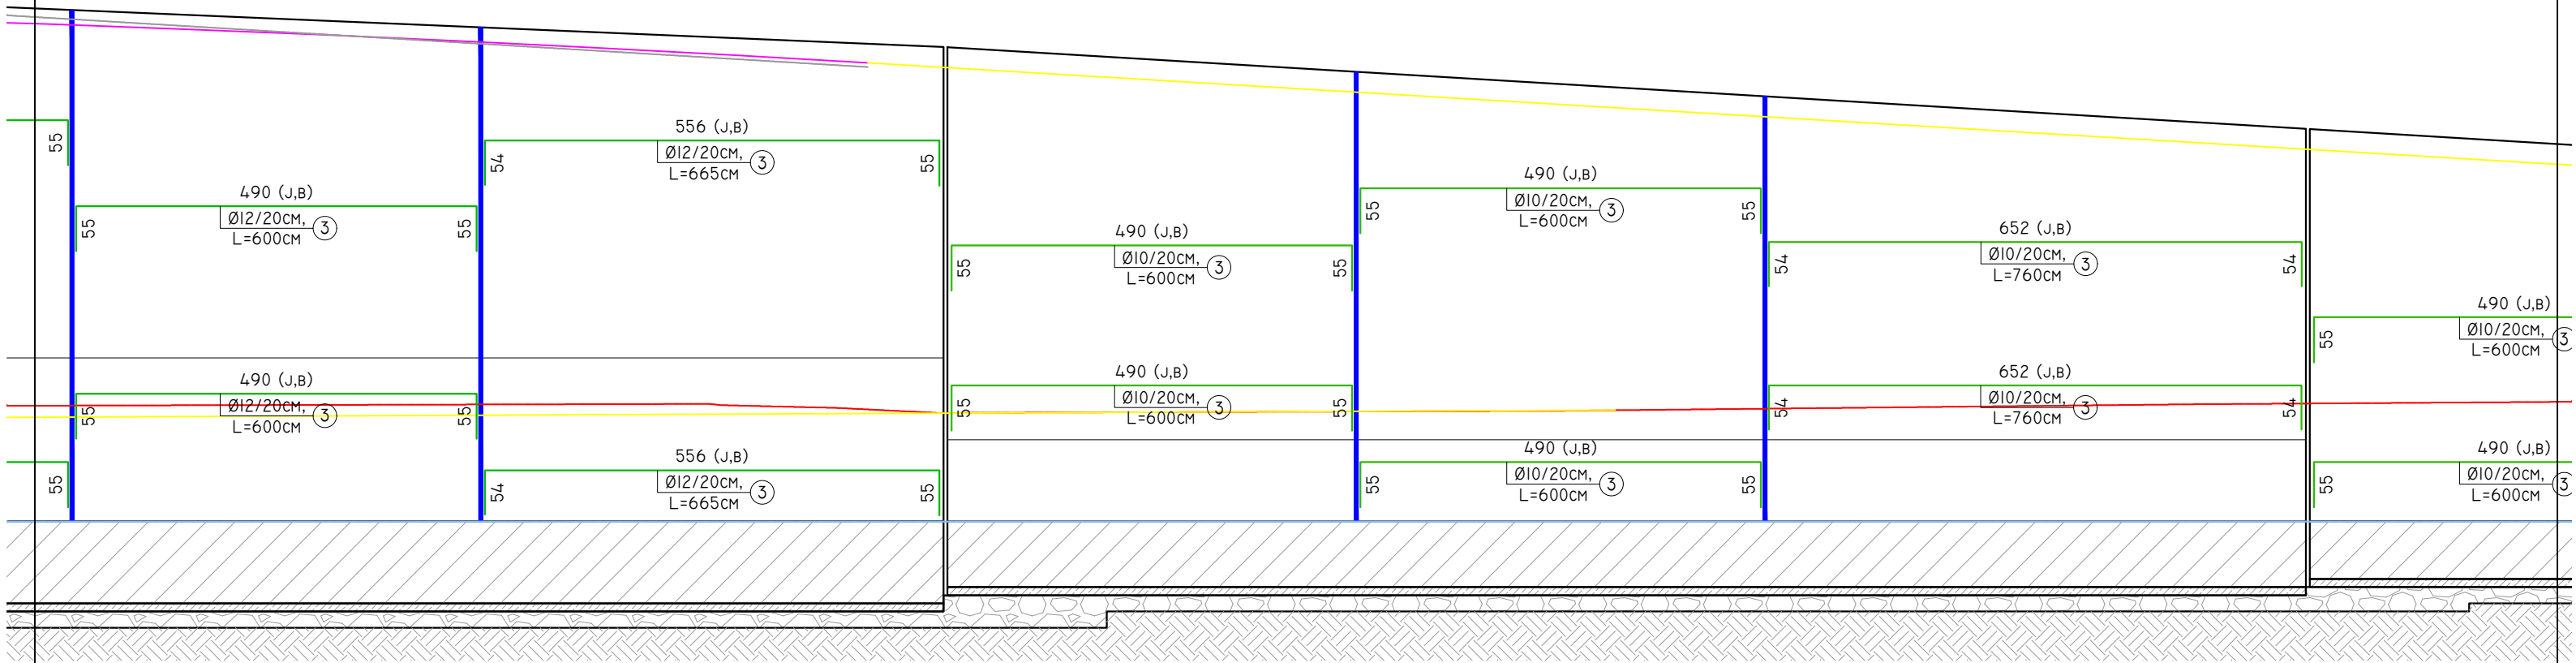 55
556 (J,B)
54
Ø12/20CM,
3
L=665CM
55
490 (J,B)
55
Ø12/20CM,
3
L=600CM
55
490 (J,B)
55
Ø10/20CM,
3
L=600CM
55
490 (J,B)
55
Ø10/20CM,
3
L=600CM
55
652 (J,B)
54
Ø10/20CM,
3
L=760CM
54
490 (J,B)
55
Ø10/20CM,
3
L=600CM
490 (J,B)
55
Ø12/20CM,
3
L=600CM
55
490 (J,B)
55
Ø10/20CM,
3
L=600CM
55
652 (J,B)
54
Ø10/20CM,
3
L=760CM
54
55
556 (J,B)
54
Ø12/20CM,
3
L=665CM
55
490 (J,B)
55
Ø10/20CM,
3
L=600CM
55
490 (J,B)
55
Ø10/20CM,
3
L=600CM